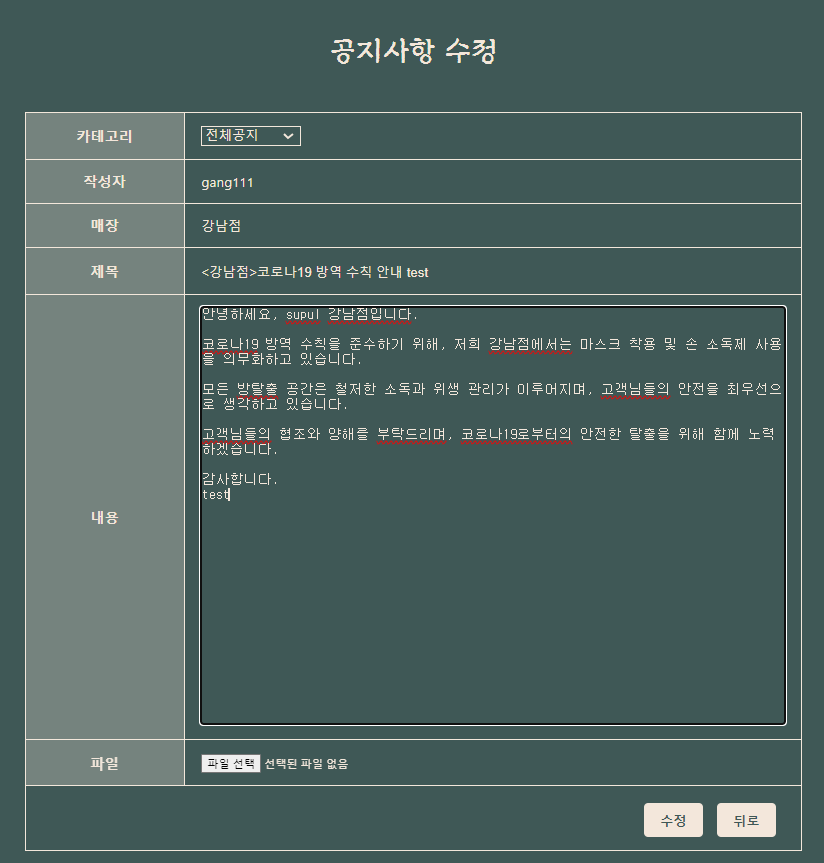 공지사항 수정
카테고리 전체공지
작성자 gang111
매장 강남점
제목 <강남점>코로나19 방역 수칙 안내 test
내용
안녕하세요, supul 강남점입니다.
코로나19 방역 수칙을 준수하기 위해, 저희 강남점에서는 마스크 착용 및 손 소독제 사용
을 의무화하고 있습니다.
모든 방탈출 공간은 철저한 소독과 위생 관리가 이루어지며, 고객님들의 안전을 최우선으
로 생각하고 있습니다.
고객님들의 협조와 양해를 부탁드리며, 코로나19로부터의 안전한 탈출을 위해 함께 노력
하겠습니다.
감사합니다.
test
파일 파일 선택 선택된 파일 없음
수정 뒤로